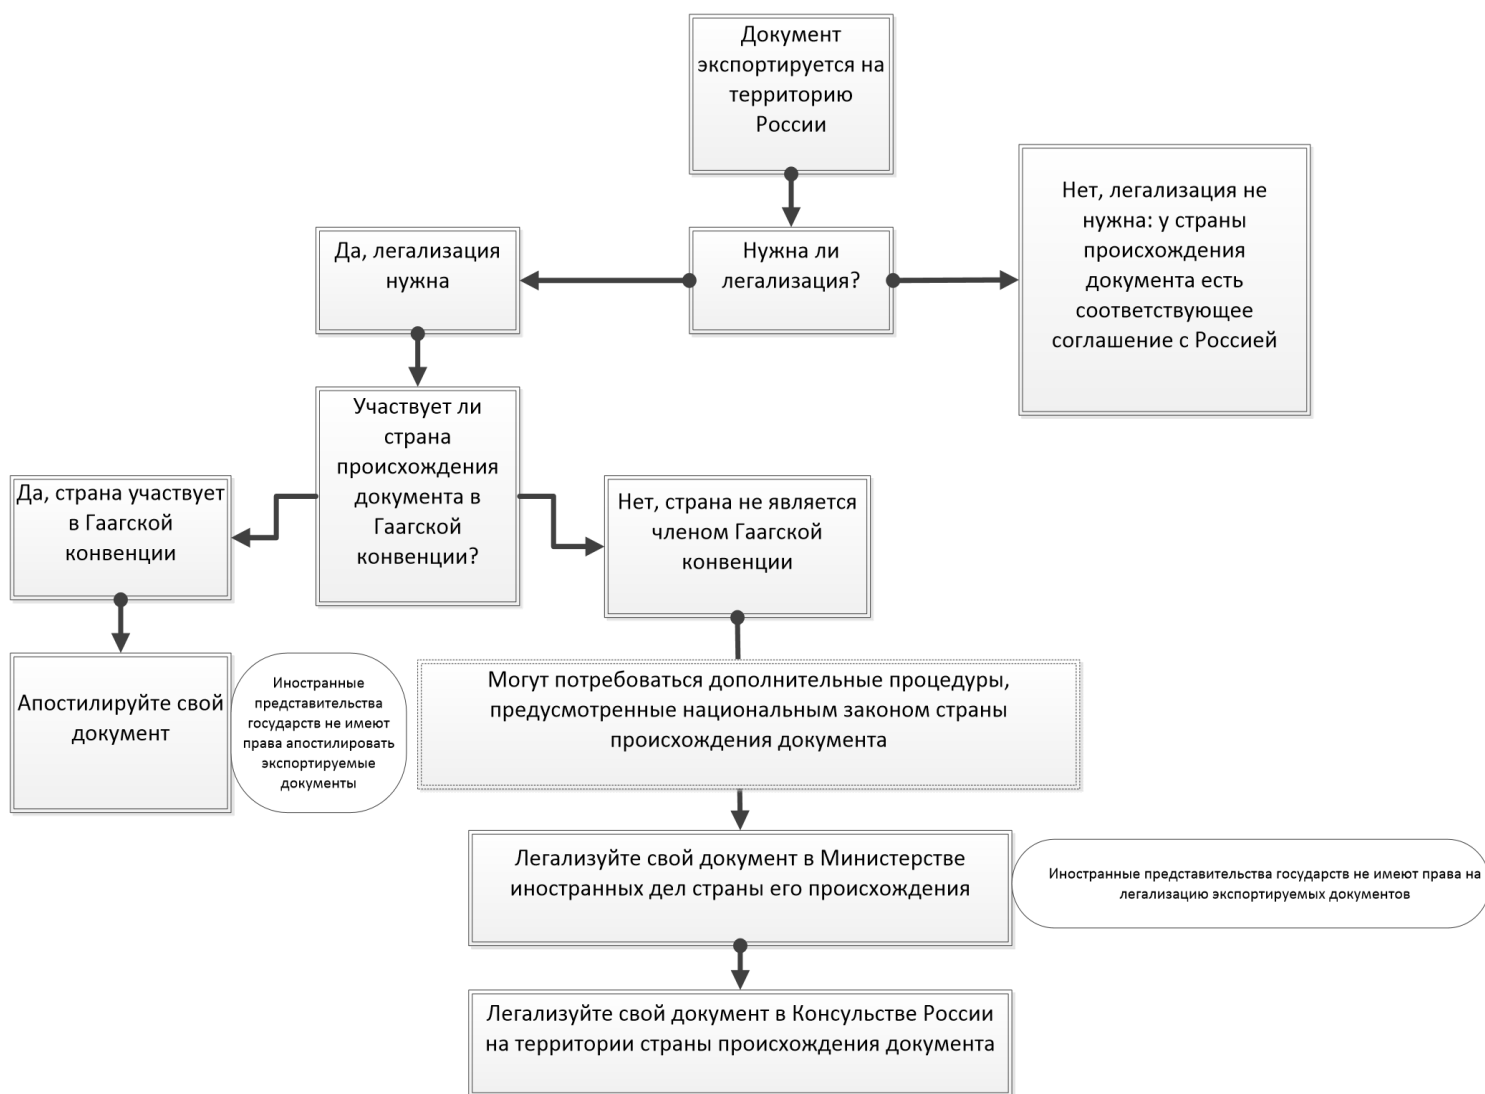 Документ
экспортируется на
территорию
России
Нужна ли
легализация?
Да, легализация
нужна
Нет, легализация не
нужна: у страны
происхождения
документа есть
соответствующее
соглашение с Россией
Участвует ли
страна
происхождения
документа в
Гаагской
конвенции?
Да, страна участвует
в Гаагской
конвенции
Нет, страна не является
членом Гаагской
конвенции
Апостилируйте свой
документ
Иностранные
представительства
государств не имеют
права апостилировать
экспортируемые
документы
Могут потребоваться дополнительные процедуры,
предусмотренные национальным законом страны
происхождения документа
Легализуйте свой документ в Министерстве
иностранных дел страны его происхождения
Иностранные представительства государств не имеют права на
легализацию экспортируемых документов
Легализуйте свой документ в Консульстве России
на территории страны происхождения документа